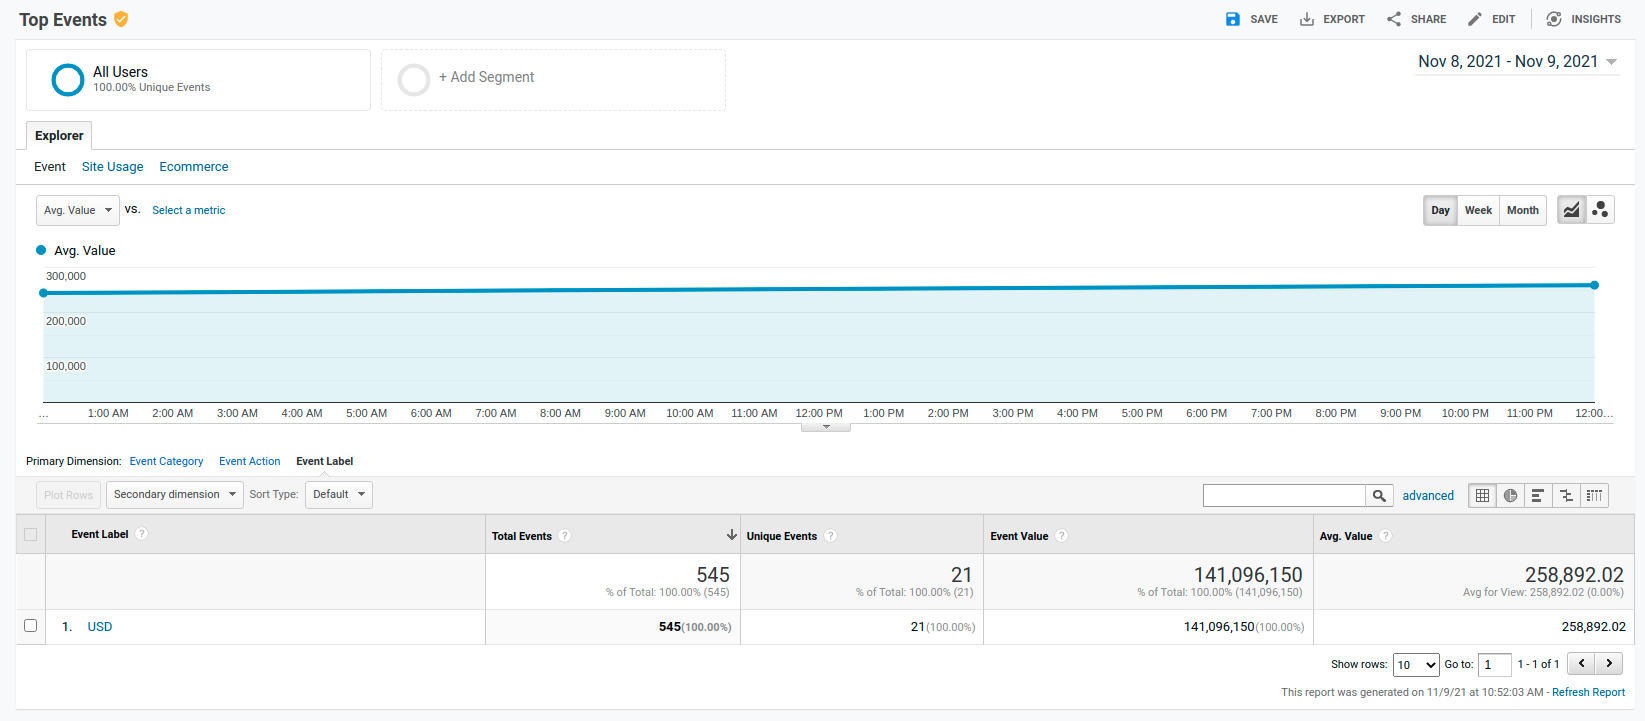 Top Events
SAVE EXPORT SHARE EDIT INSIGHTS
All Users
100.00% Unique Events
+ Add Segment
Nov 8, 2021 - Nov 9, 2021
Explorer
Event Site Usage Ecommerce
Avg. Value VS. Select a metric
Day Week Month
Avg. Value
300,000
200,000
100,000
... 1:00 AM 2:00 AM 3:00 AM 4:00 AM 5:00 AM 6:00 AM 7:00 AM 8:00 AM 9:00 AM 10:00 AM 11:00 AM 12:00 PM 1:00 PM 2:00 PM 3:00 PM 4:00 PM 5:00 PM 6:00 PM 7:00 PM 8:00 PM 9:00 PM 10:00 PM 11:00 PM 12:00...
Primary Dimension: Event Category Event Action Event Label
Plot Rows Secondary dimension Sort Type: Default advanced
Event Label ? Total Events ? Unique Events ? Event Value ? Avg. Value ?
545 21 141,096,150 258,892.02
% of Total: 100.00% (545) % of Total: 100.00% (21) % of Total: 100.00% (141,096,150) Avg for View: 258,892.02 (0.00%)
1. USD 545(100.00%) 21(100.00%) 141,096,150(100.00%) 258,892.02
Show rows: 10 Go to: 1 1 - 1 of 1
This report was generated on 11/9/21 at 10:52:03 AM - Refresh Report